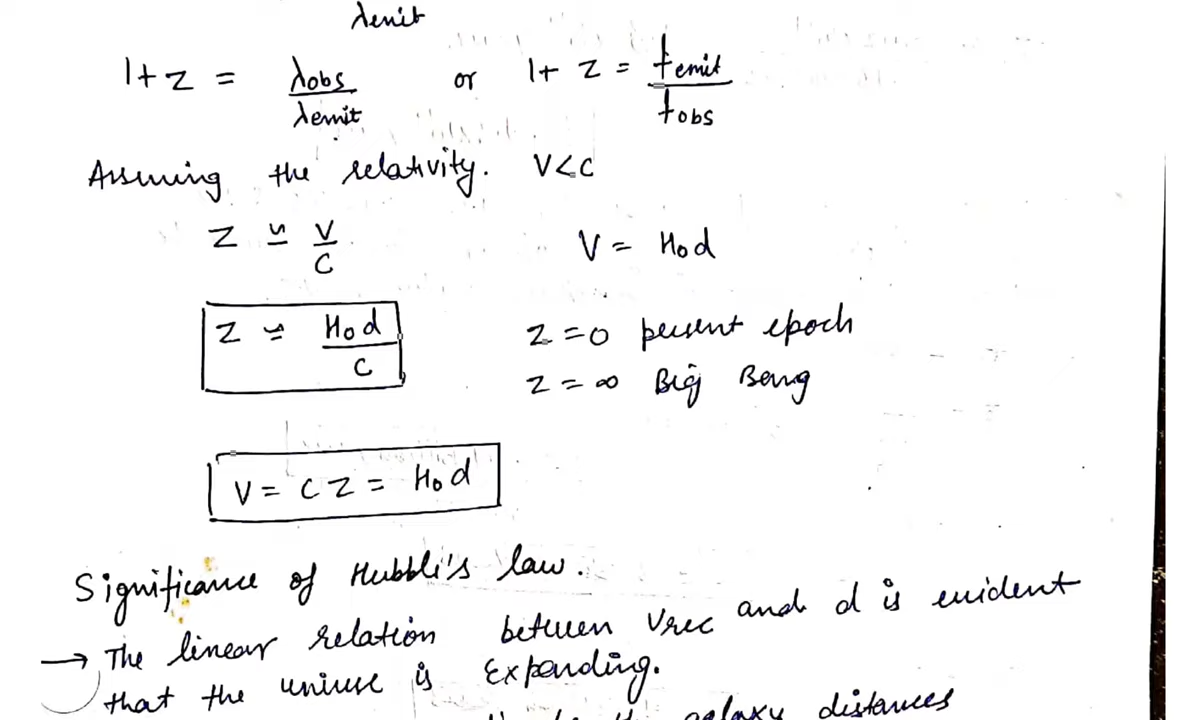 λemit
1+z = λobs/λemit or 1+z = femit/fobs
Assuming the relativity. V<C
Z ≃ V/C V = H₀d
Z ≃ H₀d/C Z=0 present epoch
Z=∞ Big Bang
V = CZ = H₀d
Significance of Hubble's law.
→ The linear relation between Vrec and d is evident
that the universe is Expanding.
galaxy distances